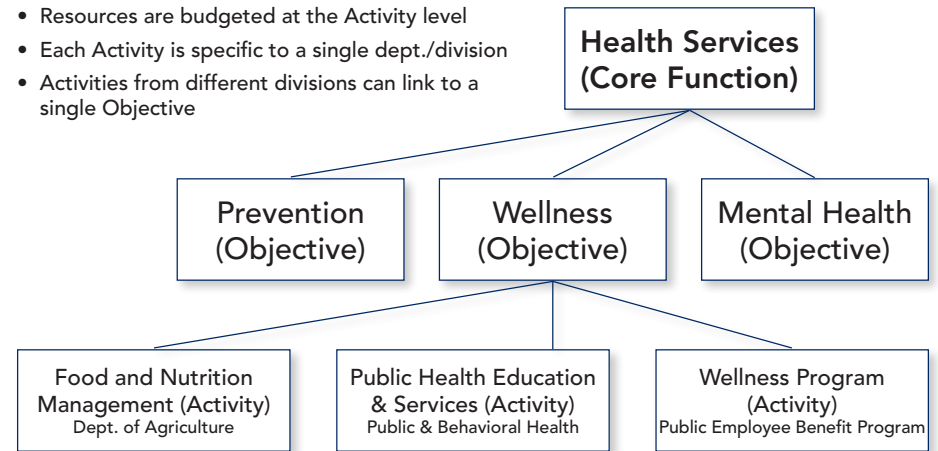 • Resources are budgeted at the Activity level
• Each Activity is specific to a single dept./division
• Activities from different divisions can link to a
single Objective
Health Services
(Core Function)
Prevention
(Objective)
Wellness
(Objective)
Mental Health
(Objective)
Food and Nutrition
Management (Activity)
Dept. of Agriculture
Public Health Education
& Services (Activity)
Public & Behavioral Health
Wellness Program
(Activity)
Public Employee Benefit Program